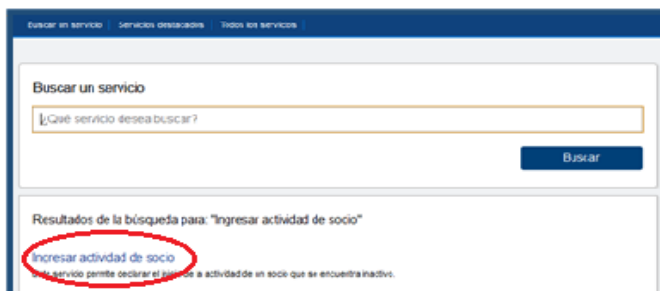 Buscar un servicio Servicios destacados Todos los servicios
Buscar un servicio
¿Qué servicio desea buscar?
Buscar
Resultados de la búsqueda para: "Ingresar actividad de socio"
Ingresar actividad de socio
servicio permite declarar el de a actividad de un socio que se encuentra inactivo.